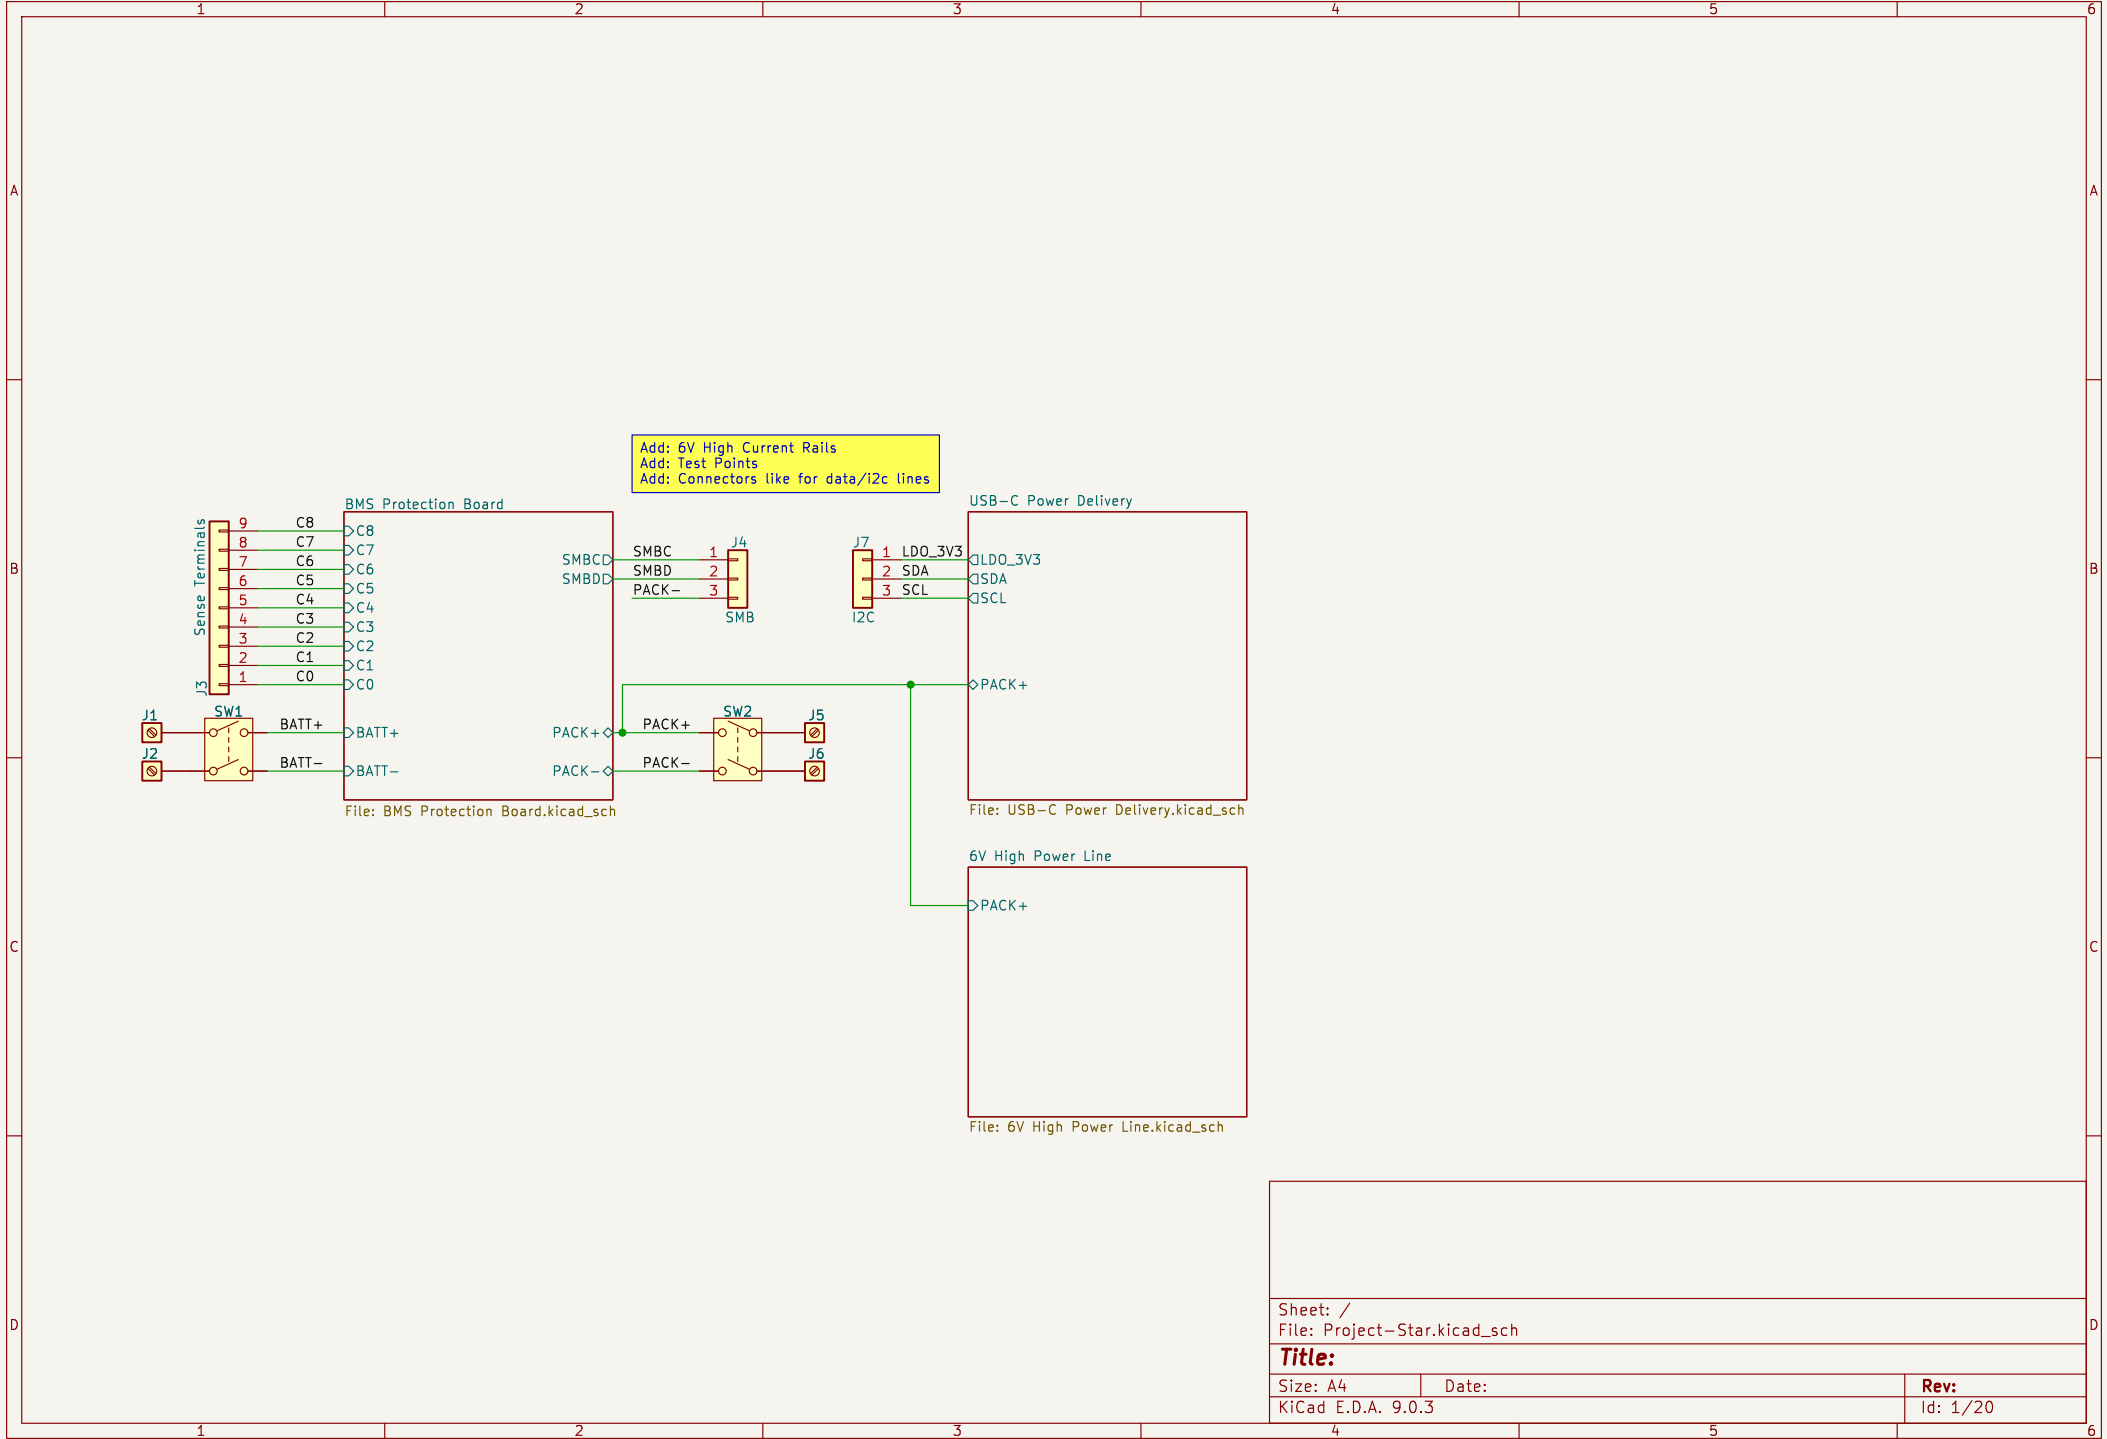 1 2 3 4 5 6
A A
Add: 6V High Current Rails
Add: Test Points
Add: Connectors like for data/i2c lines
BMS Protection Board
USB-C Power Delivery
Sense Terminals
J3
9 C8 C8
8 C7 C7
7 C6 C6
6 C5 C5
5 C4 C4
4 C3 C3
3 C2 C2
2 C1 C1
1 C0 C0
J4
SMBC SMBC 1
SMBD SMBD 2
PACK- 3
SMB
J7
1 LDO_3V3 LDO_3V3
2 SDA SDA
3 SCL SCL
I2C
B B
PACK+
J1 SW1
BATT+ BATT+
J2
BATT- BATT-
SW2 J5
PACK+ PACK+
J6
PACK- PACK-
File: BMS Protection Board.kicad_sch
File: USB-C Power Delivery.kicad_sch
6V High Power Line
PACK+
C C
File: 6V High Power Line.kicad_sch
D D
Sheet: /
File: Project-Star.kicad_sch
Title:
Size: A4 Date: Rev:
KiCad E.D.A. 9.0.3 Id: 1/20
1 2 3 4 5 6